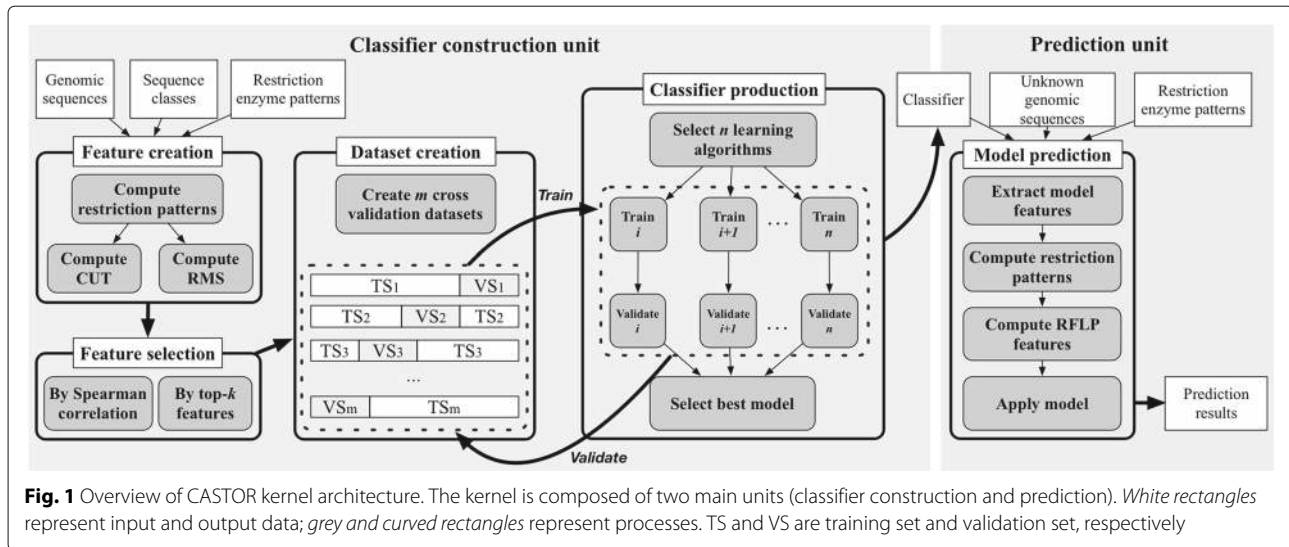 Classifier construction unit
Prediction unit
Genomic
sequences
Sequence
classes
Restriction
enzyme patterns
Feature creation
Compute
restriction patterns
Compute
CUT
Compute
RMS
Feature selection
By Spearman
correlation
By top-k
features
Dataset creation
Create m cross
validation datasets
TS1 VS1
TS2 VS2 TS2
TS3 VS3 TS3
...
VSm TSm
Train
Validate
Classifier production
Select n learning
algorithms
Train
i
Train
i+1
. . .
Train
n
Validate
i
Validate
i+1
. . .
Validate
n
Select best model
Classifier
Unknown
genomic
sequences
Restriction
enzyme patterns
Model prediction
Extract model
features
Compute restriction
patterns
Compute RFLP
features
Apply model
Prediction
results
Fig. 1 Overview of CASTOR kernel architecture. The kernel is composed of two main units (classifier construction and prediction). White rectangles
represent input and output data; grey and curved rectangles represent processes. TS and VS are training set and validation set, respectively